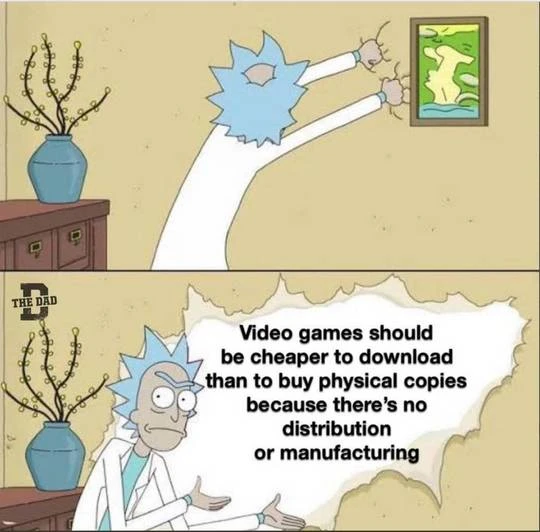 THE DAD
Video games should
be cheaper to download
than to buy physical copies
because there's no
distribution
or manufacturing